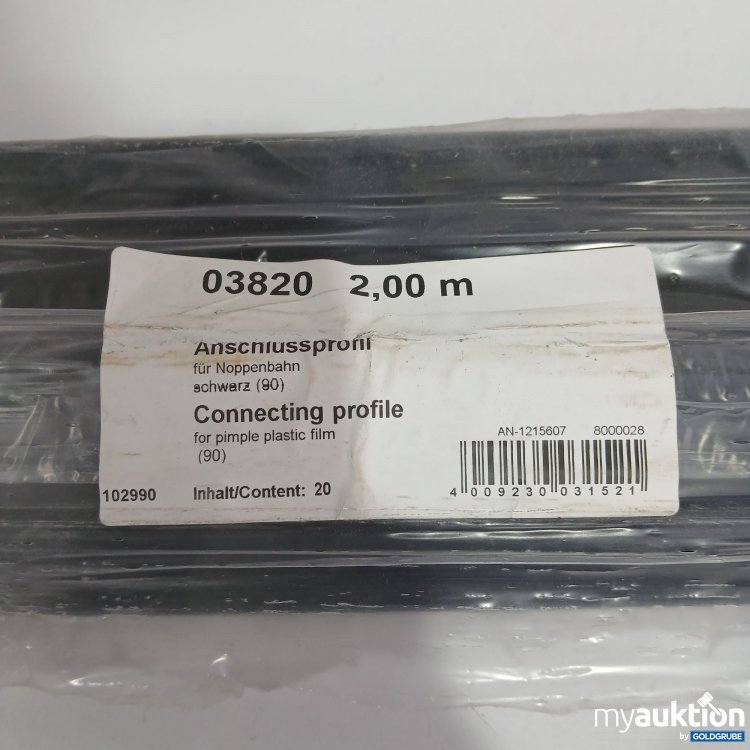 03820 2,00 m
Anschlussprofil
für Noppenbahn
schwarz (90)
Connecting profile
for pimple plastic film
(90)
AN-1215607 8000028
102990 Inhalt/Content: 20
4 009230 031521
myauktion
by GOLDGRUBE